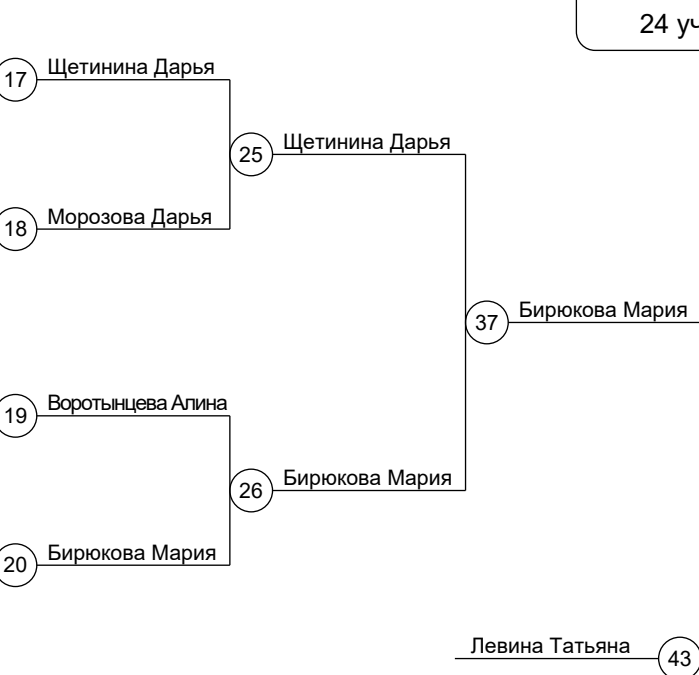 24 уч
17 Щетинина Дарья
25 Щетинина Дарья
18 Морозова Дарья
37 Бирюкова Мария
19 Воротынцева Алина
26 Бирюкова Мария
20 Бирюкова Мария
Левина Татьяна 43